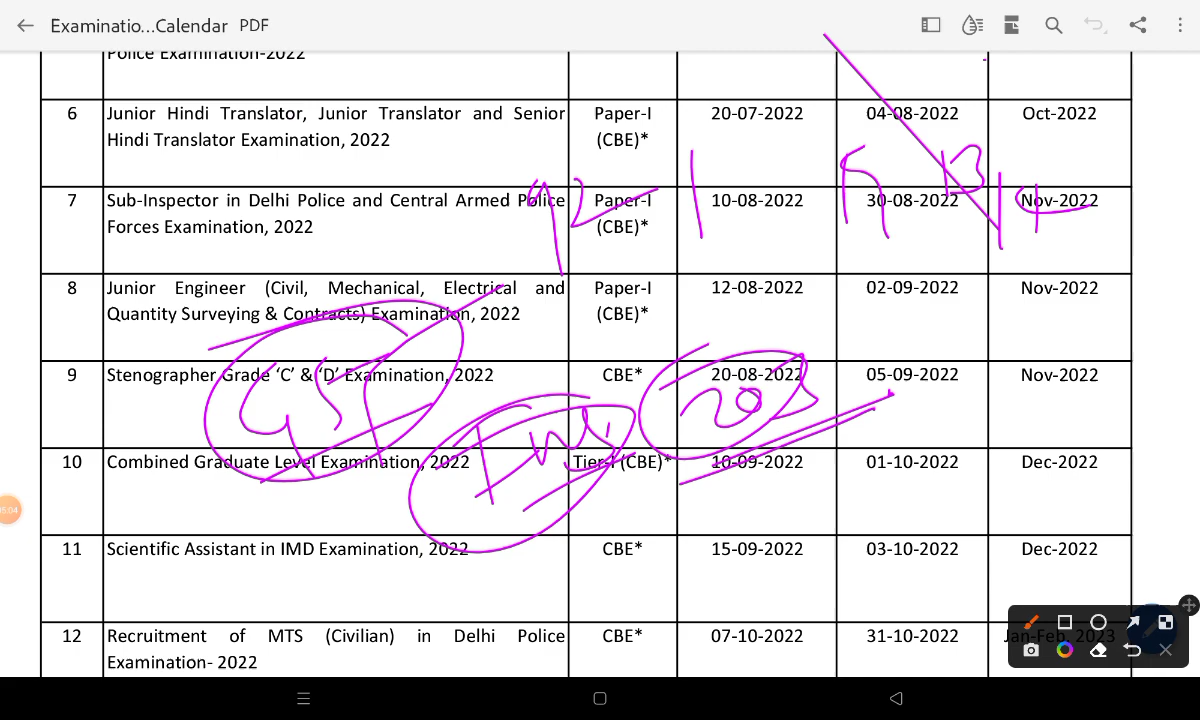 Examinatio...Calendar PDF
Police Examination-2022
6 Junior Hindi Translator, Junior Translator and Senior Paper-I 20-07-2022 04-08-2022 Oct-2022
Hindi Translator Examination, 2022 (CBE)*
7 Sub-Inspector in Delhi Police and Central Armed Police Paper-I 10-08-2022 30-08-2022 Nov-2022
Forces Examination, 2022 (CBE)*
8 Junior Engineer (Civil, Mechanical, Electrical and Paper-I 12-08-2022 02-09-2022 Nov-2022
Quantity Surveying & Contracts) Examination, 2022 (CBE)*
9 Stenographer Grade 'C' & 'D' Examination, 2022 CBE* 20-08-2022 05-09-2022 Nov-2022
10 Combined Graduate Level Examination, 2022 Tier-I (CBE)* 10-09-2022 01-10-2022 Dec-2022
11 Scientific Assistant in IMD Examination, 2022 CBE* 15-09-2022 03-10-2022 Dec-2022
12 Recruitment of MTS (Civilian) in Delhi Police CBE* 07-10-2022 31-10-2022 Jan-Feb, 2023
Examination- 2022